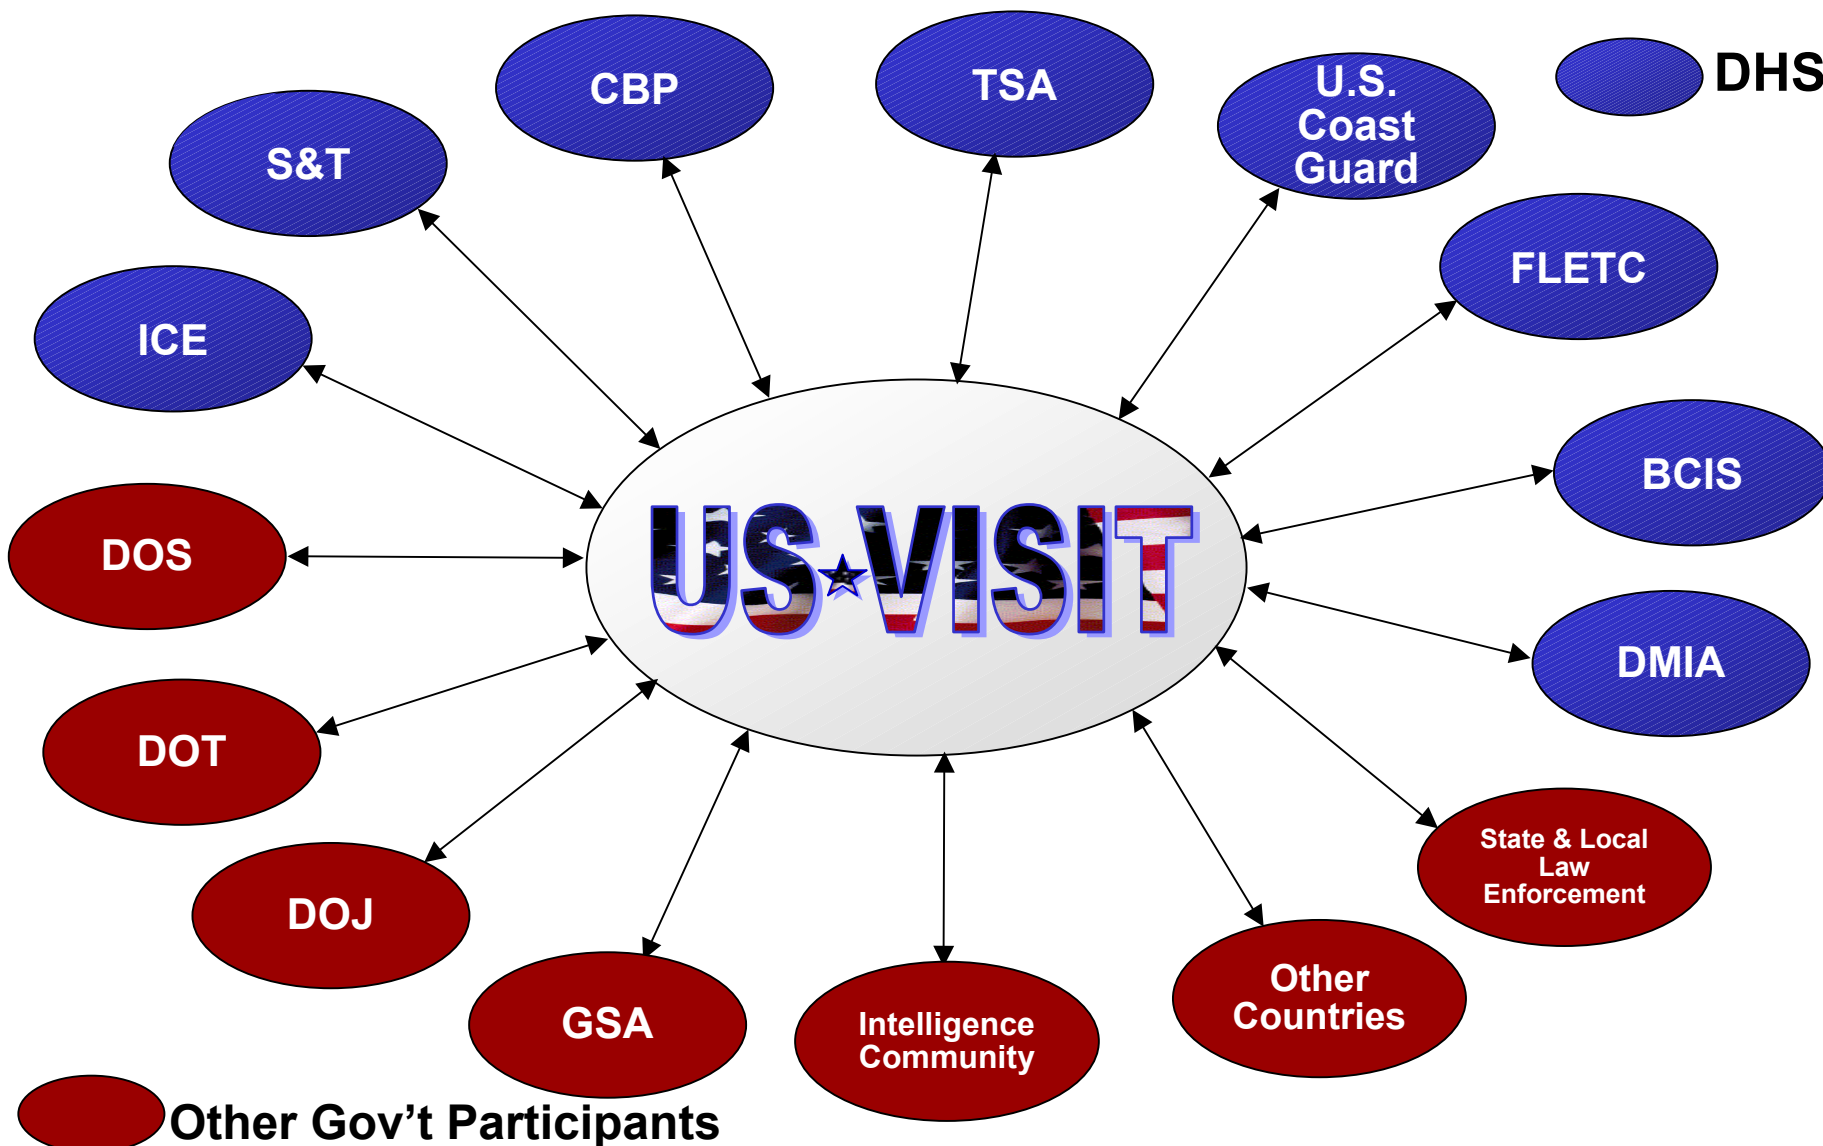 CBP
TSA
U.S.
Coast
Guard
DHS
S&T
FLETC
ICE
BCIS
US★VISIT
DOS
DMIA
DOT
State & Local
Law
Enforcement
DOJ
Other
Countries
GSA
Intelligence
Community
Other Gov’t Participants